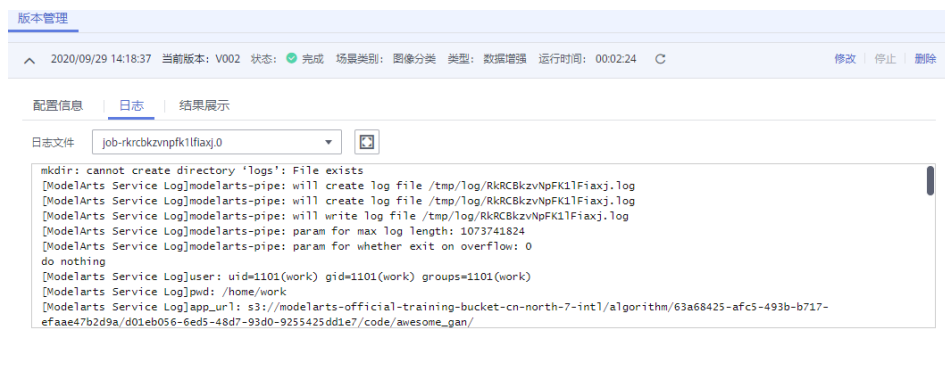 版本管理
2020/09/29 14:18:37 当前版本: V002 状态: 完成 场景类别: 图像分类 类型: 数据增强 运行时间: 00:02:24 修改 停止 删除
配置信息 日志 结果展示
日志文件 job-rkrcbkzvnpfk1lfiaxj.0
mkdir: cannot create directory ‘logs’: File exists
[ModelArts Service Log]modelarts-pipe: will create log file /tmp/log/RkRCBkzvNpFK1lFiaxj.log
[ModelArts Service Log]modelarts-pipe: will create log file /tmp/log/RkRCBkzvNpFK1lFiaxj.log
[ModelArts Service Log]modelarts-pipe: will write log file /tmp/log/RkRCBkzvNpFK1lFiaxj.log
[ModelArts Service Log]modelarts-pipe: param for max log length: 1073741824
[ModelArts Service Log]modelarts-pipe: param for whether exit on overflow: 0
do nothing
[Modelarts Service Log]user: uid=1101(work) gid=1101(work) groups=1101(work)
[Modelarts Service Log]pwd: /home/work
[Modelarts Service Log]app_url: s3://modelarts-official-training-bucket-cn-north-7-intl/algorithm/63a68425-afc5-493b-b717-
efaae47b2d9a/d01eb056-6ed5-48d7-93d0-9255425dd1e7/code/awesome_gan/